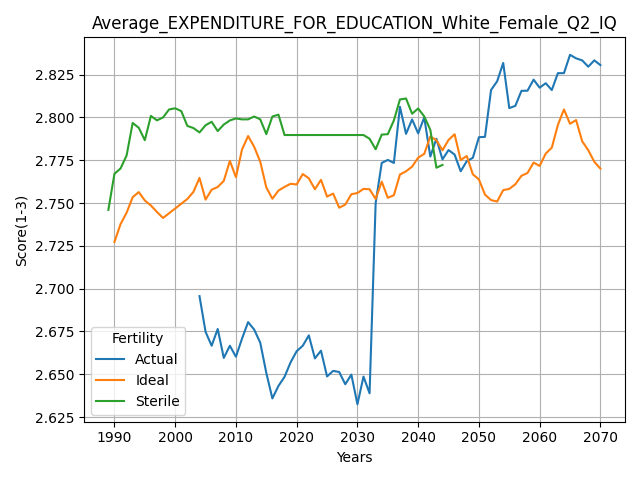 Average_EXPENDITURE_FOR_EDUCATION_White_Female_Q2_IQ
Score(1-3)
2.825
2.800
2.775
2.750
2.725
2.700
2.675
2.650
2.625
Fertility
Actual
Ideal
Sterile
1990 2000 2010 2020 2030 2040 2050 2060 2070
Years